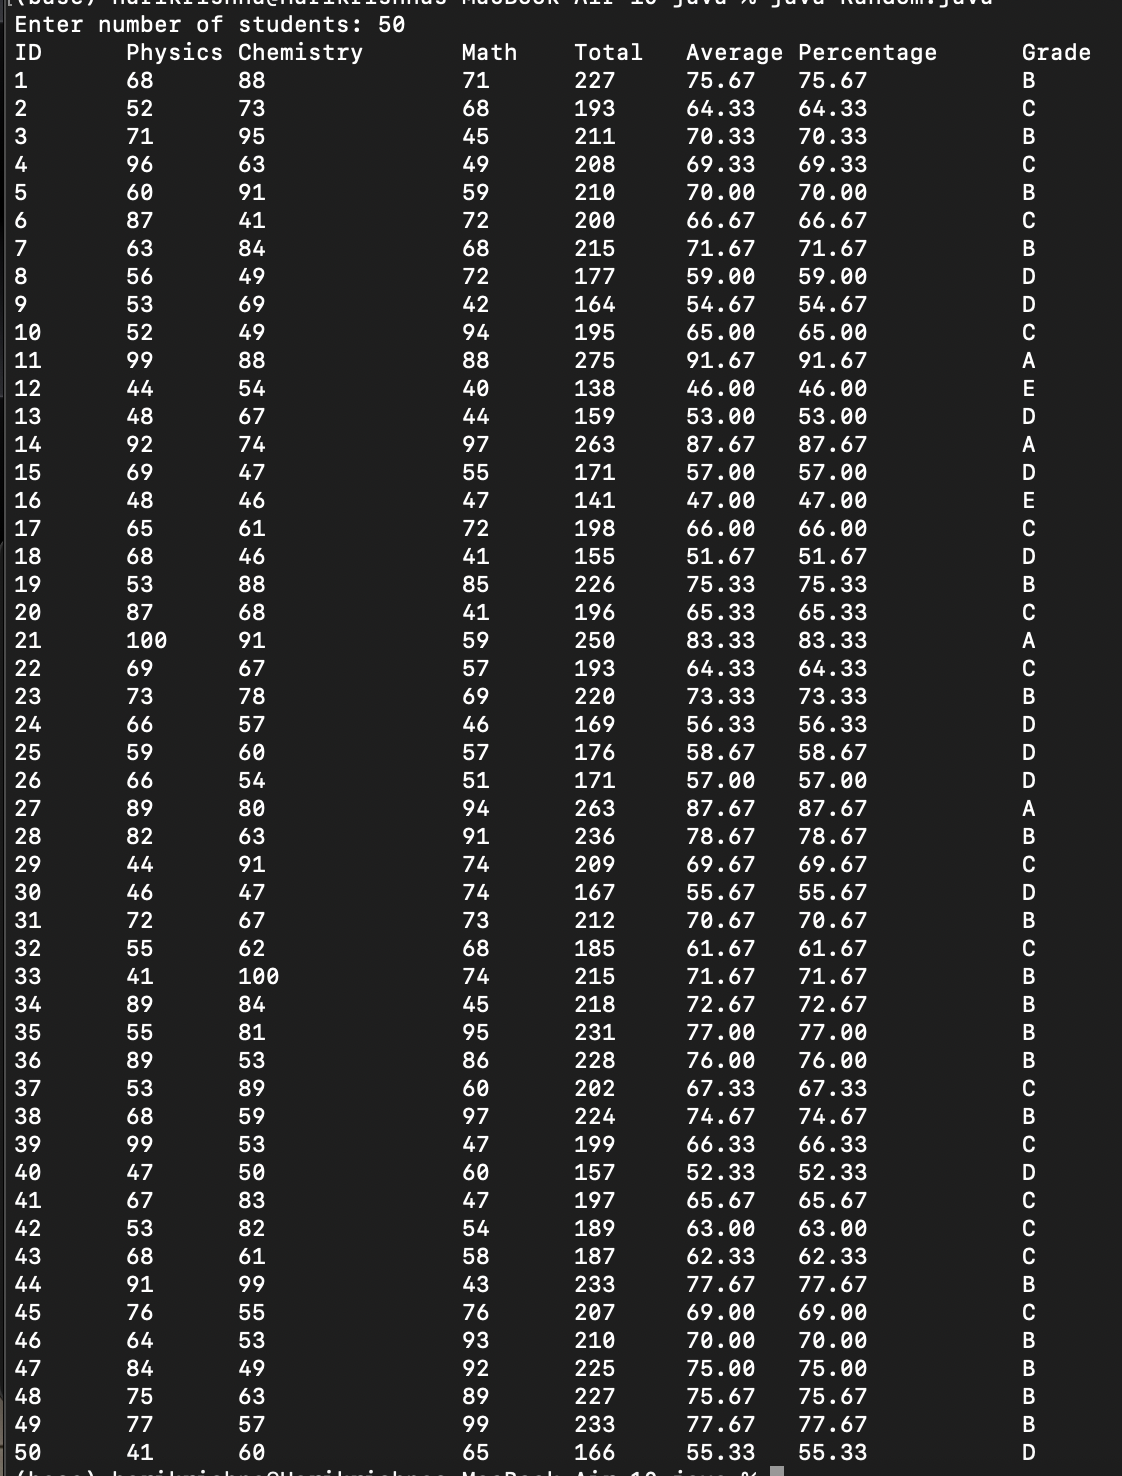 Enter number of students: 50
ID Physics Chemistry Math Total Average Percentage Grade
1 68 88 71 227 75.67 75.67 B
2 52 73 68 193 64.33 64.33 C
3 71 95 45 211 70.33 70.33 B
4 96 63 49 208 69.33 69.33 C
5 60 91 59 210 70.00 70.00 B
6 87 41 72 200 66.67 66.67 C
7 63 84 68 215 71.67 71.67 B
8 56 49 72 177 59.00 59.00 D
9 53 69 42 164 54.67 54.67 D
10 52 49 94 195 65.00 65.00 C
11 99 88 88 275 91.67 91.67 A
12 44 54 40 138 46.00 46.00 E
13 48 67 44 159 53.00 53.00 D
14 92 74 97 263 87.67 87.67 A
15 69 47 55 171 57.00 57.00 D
16 48 46 47 141 47.00 47.00 E
17 65 61 72 198 66.00 66.00 C
18 68 46 41 155 51.67 51.67 D
19 53 88 85 226 75.33 75.33 B
20 87 68 41 196 65.33 65.33 C
21 100 91 59 250 83.33 83.33 A
22 69 67 57 193 64.33 64.33 C
23 73 78 69 220 73.33 73.33 B
24 66 57 46 169 56.33 56.33 D
25 59 60 57 176 58.67 58.67 D
26 66 54 51 171 57.00 57.00 D
27 89 80 94 263 87.67 87.67 A
28 82 63 91 236 78.67 78.67 B
29 44 91 74 209 69.67 69.67 C
30 46 47 74 167 55.67 55.67 D
31 72 67 73 212 70.67 70.67 B
32 55 62 68 185 61.67 61.67 C
33 41 100 74 215 71.67 71.67 B
34 89 84 45 218 72.67 72.67 B
35 55 81 95 231 77.00 77.00 B
36 89 53 86 228 76.00 76.00 B
37 53 89 60 202 67.33 67.33 C
38 68 59 97 224 74.67 74.67 B
39 99 53 47 199 66.33 66.33 C
40 47 50 60 157 52.33 52.33 D
41 67 83 47 197 65.67 65.67 C
42 53 82 54 189 63.00 63.00 C
43 68 61 58 187 62.33 62.33 C
44 91 99 43 233 77.67 77.67 B
45 76 55 76 207 69.00 69.00 C
46 64 53 93 210 70.00 70.00 B
47 84 49 92 225 75.00 75.00 B
48 75 63 89 227 75.67 75.67 B
49 77 57 99 233 77.67 77.67 B
50 41 60 65 166 55.33 55.33 D